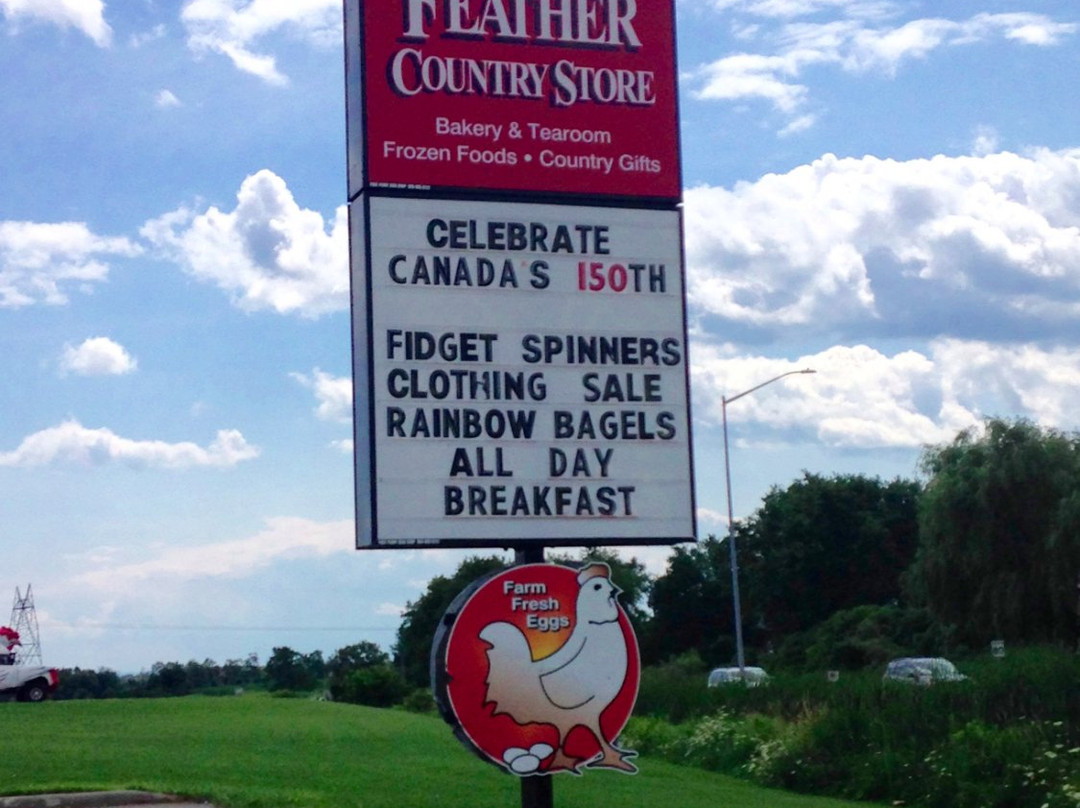 FEATHER
COUNTRY STORE
Bakery & Tearoom
Frozen Foods • Country Gifts
CELEBRATE
CANADA'S 150TH
FIDGET SPINNERS
CLOTHING SALE
RAINBOW BAGELS
ALL DAY
BREAKFAST
Farm
Fresh
Eggs